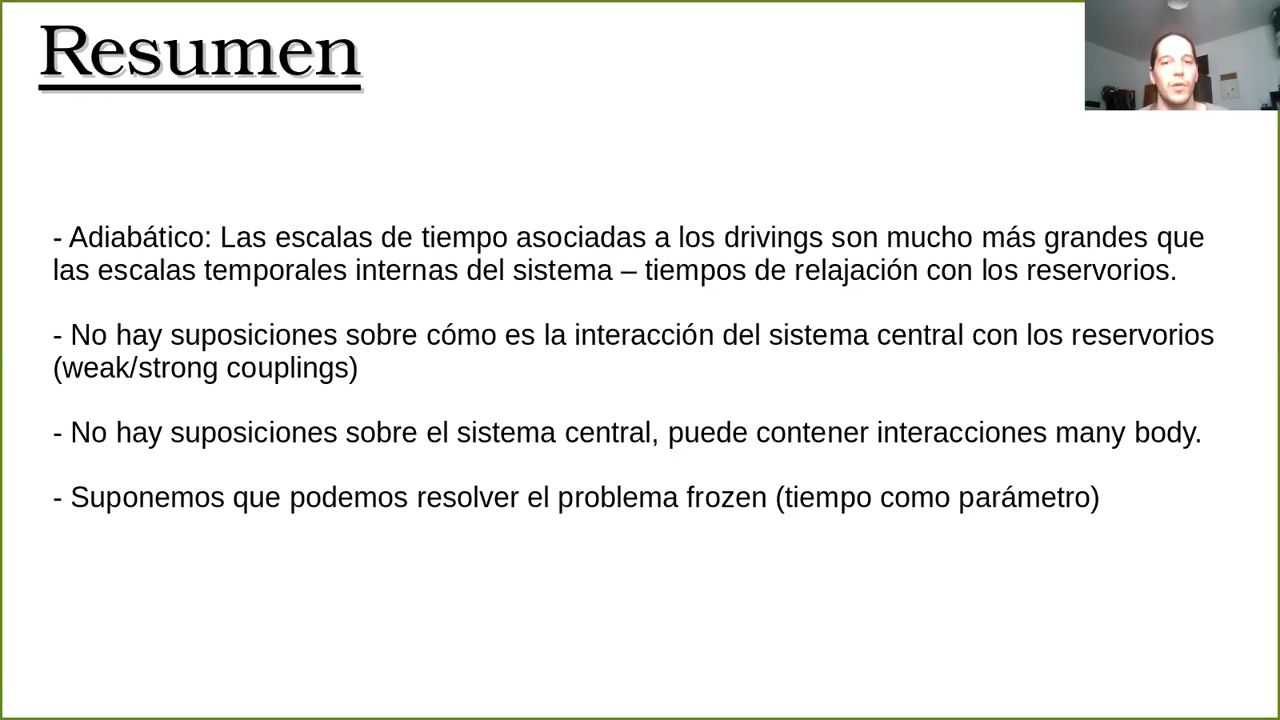 Resumen
- Adiabático: Las escalas de tiempo asociadas a los drivings son mucho más grandes que
las escalas temporales internas del sistema – tiempos de relajación con los reservorios.
- No hay suposiciones sobre cómo es la interacción del sistema central con los reservorios
(weak/strong couplings)
- No hay suposiciones sobre el sistema central, puede contener interacciones many body.
- Suponemos que podemos resolver el problema frozen (tiempo como parámetro)